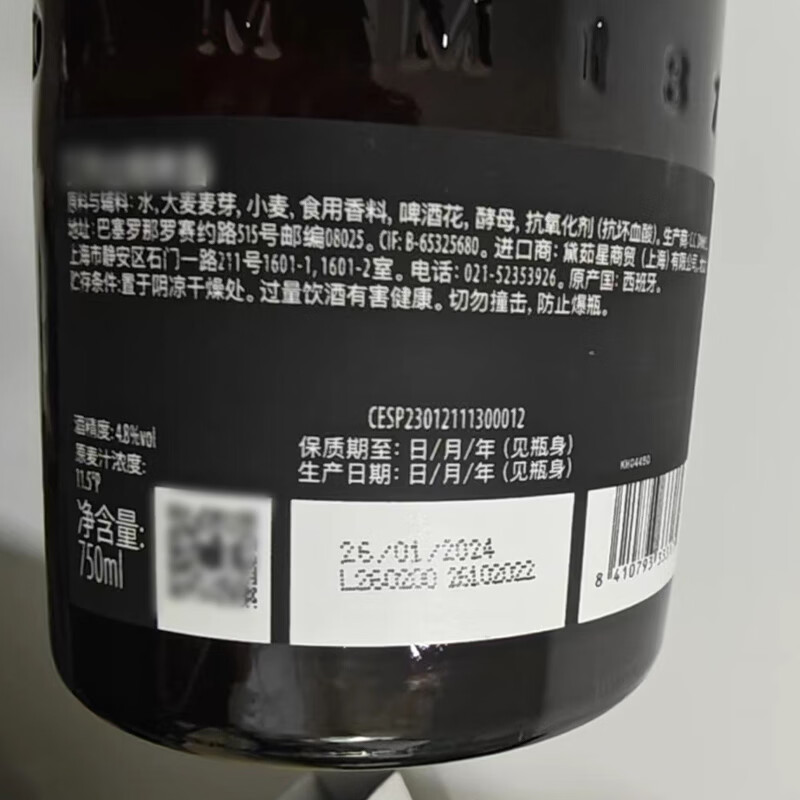 原料与辅料: 水, 大麦麦芽, 小麦, 食用香料, 啤酒花, 酵母, 抗氧化剂 (抗坏血酸)。生产商:
地址: 巴塞罗那罗赛约路515号邮编08025。CIF: B-65325680。进口商: 黛茹星商贸 (上海) 有限公司,
上海市静安区石门一路211号1601-1, 1601-2室。电话: 021-52353926。原产国: 西班牙。
贮存条件:置于阴凉干燥处。过量饮酒有害健康。切勿撞击, 防止爆瓶。
CESP23012111300012
保质期至: 日/月/年 (见瓶身)
生产日期: 日/月/年 (见瓶身)
酒精度: 4.8%vol
原麦汁浓度:
11.5°P
净含量:
750ml
KH04450
26/01/2024
L260200 26102022
8 410793